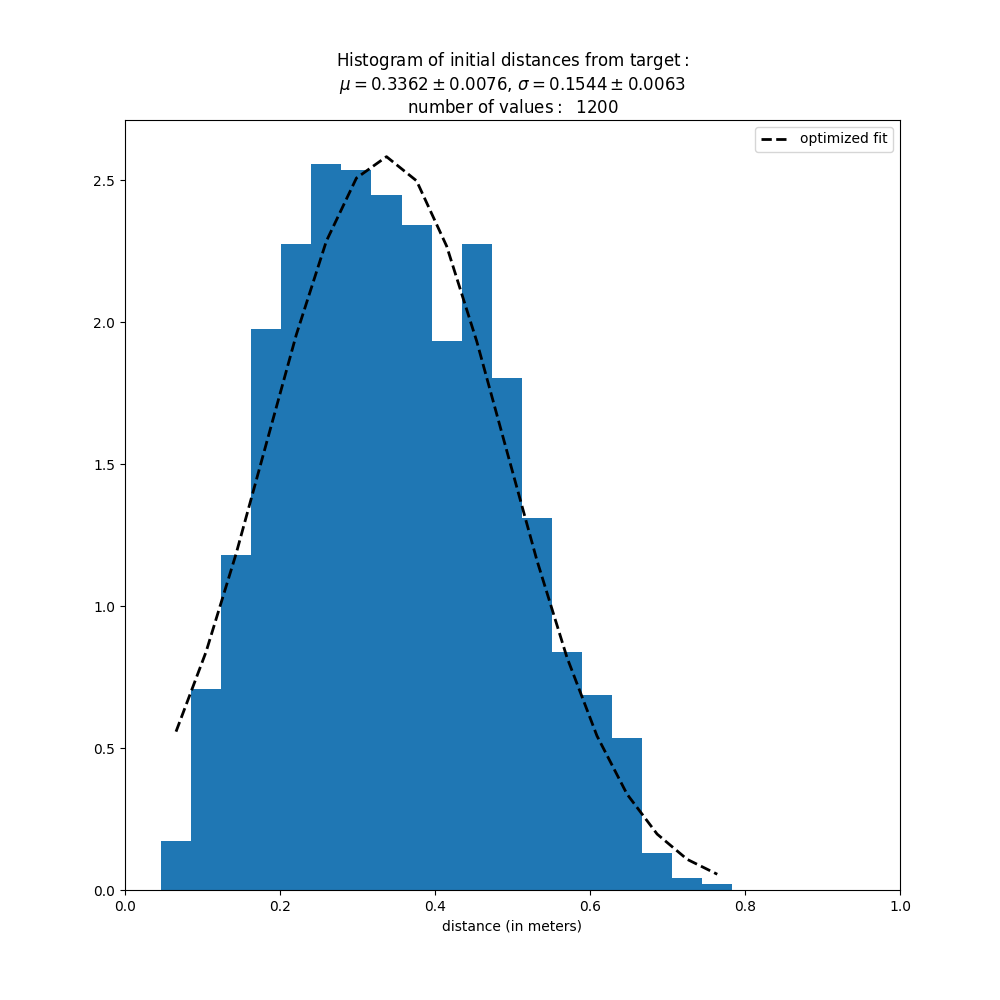 Histogram of initial distances from target :
μ = 0.3362 ± 0.0076, σ = 0.1544 ± 0.0063
number of values : 1200
optimized fit
2.5
2.0
1.5
1.0
0.5
0.0
0.0 0.2 0.4 0.6 0.8 1.0
distance (in meters)